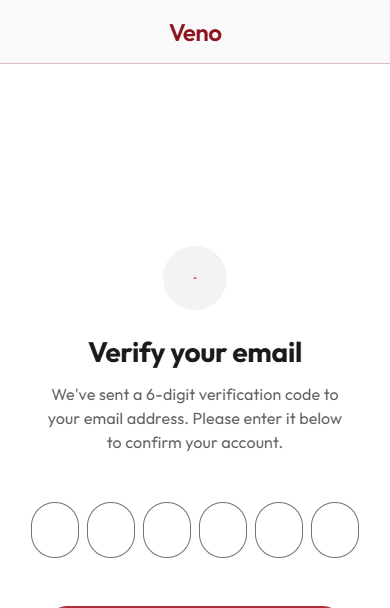 Veno
Verify your email
We've sent a 6-digit verification code to
your email address. Please enter it below
to confirm your account.